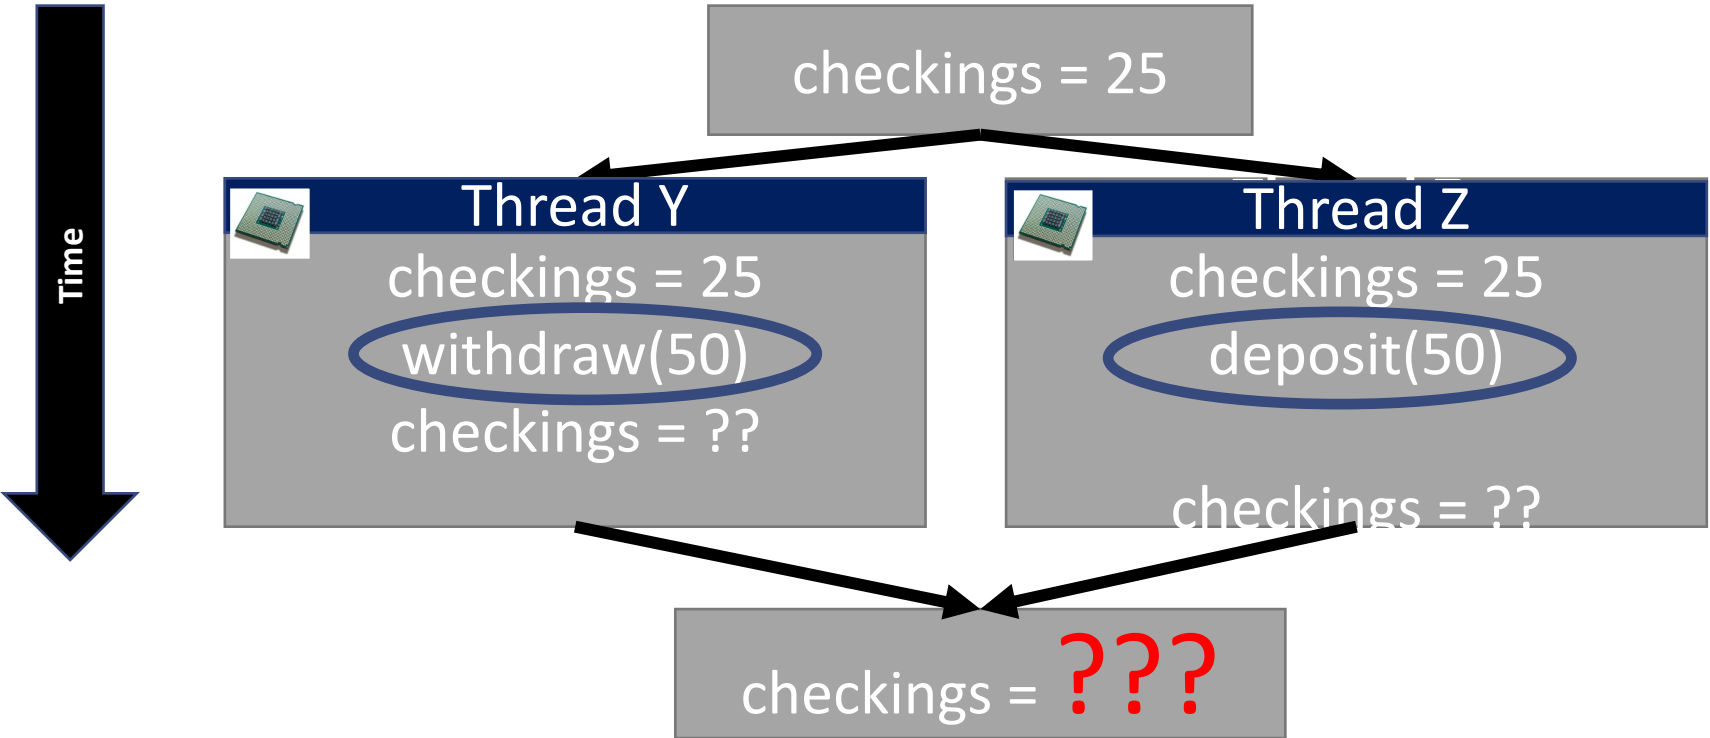 checkings = 25
Time
Thread Y
checkings = 25
withdraw(50)
checkings = ??
Thread Z
checkings = 25
deposit(50)
checkings = ??
checkings = ???